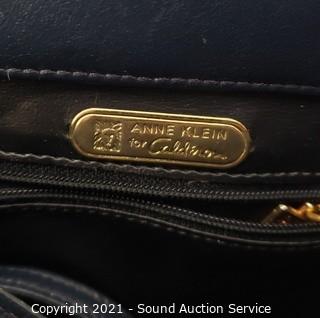 ANNE KLEIN
for Calderon
Copyright 2021 - Sound Auction Service